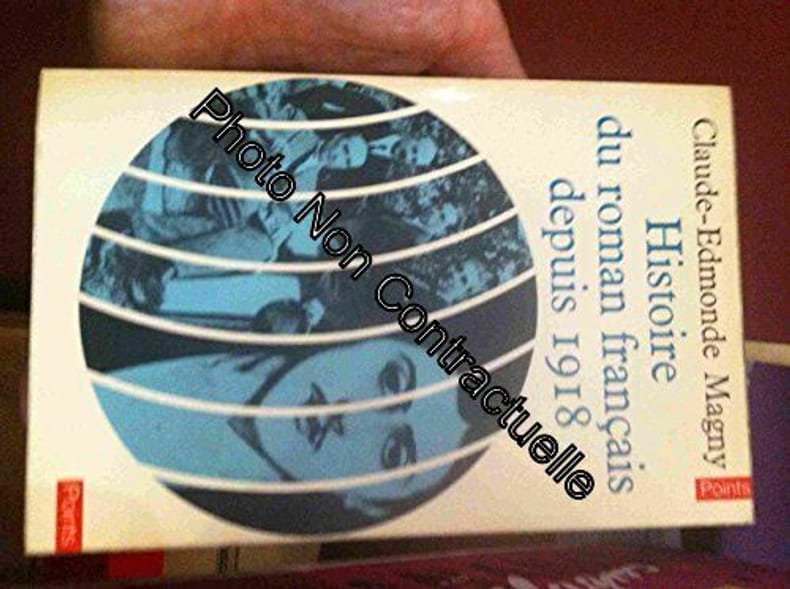 Claude-Edmonde Magny
Histoire
du roman français
depuis 1918
Points
Points
Photo Non Contractuelle